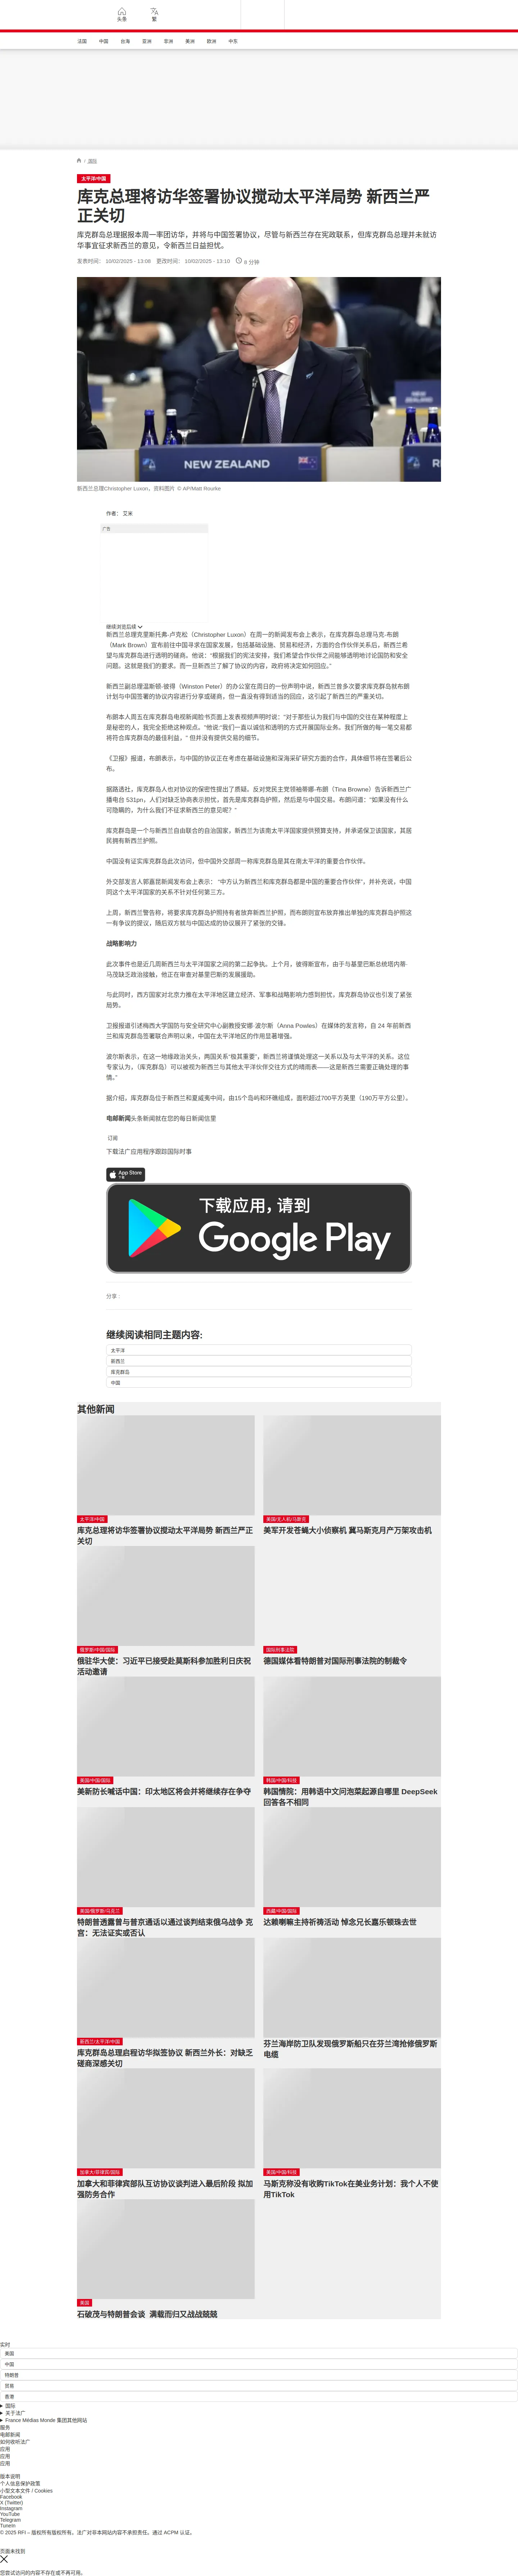 头条
繁
法国
中国
台海
亚洲
非洲
美洲
欧洲
中东
/ 国际
太平洋/中国
库克总理将访华签署协议搅动太平洋局势 新西兰严
正关切
库克群岛总理据报本周一率团访华，并将与中国签署协议，尽管与新西兰存在宪政联系，但库克群岛总理并未就访
华事宜征求新西兰的意见，令新西兰日益担忧。
发表时间： 10/02/2025 - 13:08 更改时间： 10/02/2025 - 13:10 6 分钟
NEW ZEALAND
新西兰总理Christopher Luxon，资料图片 © AP/Matt Rourke
作者： 艾米
广告
继续浏览后续
新西兰总理克里斯托弗-卢克松（Christopher Luxon）在周一的新闻发布会上表示，在库克群岛总理马克-布朗
（Mark Brown）宣布前往中国寻求在国家发展，包括基础设施、贸易和经济，方面的合作伙伴关系后，新西兰希
望与库克群岛进行透明的磋商。他说：“根据我们的宪法安排，我们希望合作伙伴之间能够透明地讨论国防和安全
问题。这就是我们的要求。而一旦新西兰了解了协议的内容，政府将决定如何回应。”
新西兰副总理温斯顿-彼得（Winston Peter）的办公室在周日的一份声明中说，新西兰曾多次要求库克群岛就布朗
计划与中国签署的协议内容进行分享或磋商，但一直没有得到适当的回应，这引起了新西兰的严重关切。
布朗本人周五在库克群岛电视新闻脸书页面上发表视频声明时说：“对于那些认为我们与中国的交往在某种程度上
是秘密的人，我完全拒绝这种观点。”他说:“我们一直以诚信和透明的方式开展国际业务。我们所做的每一笔交易都
将符合库克群岛的最佳利益，” 但并没有提供交易的细节。
《卫报》报道，布朗表示，与中国的协议正在考虑在基础设施和深海采矿研究方面的合作，具体细节将在签署后公
布。
据路透社，库克群岛人也对协议的保密性提出了质疑。反对党民主党领袖蒂娜-布朗（Tina Browne）告诉新西兰广
播电台 531pi，人们对缺乏协商表示担忧，首先是库克群岛护照，然后是与中国交易。布朗问道：“如果没有什么
可隐瞒的，为什么我们不征求新西兰的意见呢？”
库克群岛是一个与新西兰自由联合的自治国家，新西兰为该南太平洋国家提供预算支持，并承诺保卫该国家，其居
民拥有新西兰护照。
中国没有证实库克群岛此次访问，但中国外交部周一称库克群岛是其在南太平洋的重要合作伙伴。
外交部发言人郭嘉昆新闻发布会上表示： “中方认为新西兰和库克群岛都是中国的重要合作伙伴”，并补充说，中国
同这个太平洋国家的关系不针对任何第三方。
上周，新西兰警告称，将要求库克群岛护照持有者放弃新西兰护照，而布朗则宣布放弃推出单独的库克群岛护照这
一有争议的提议，随后双方就与中国达成的协议展开了紧张的交锋。
战略影响力
此次事件也是近几周新西兰与太平洋国家之间的第二起争执。上个月，彼得斯宣布，由于与基里巴斯总统塔内蒂·
马茂缺乏政治接触，他正在审查对基里巴斯的发展援助。
与此同时，西方国家对北京力推在太平洋地区建立经济、军事和战略影响力感到担忧，库克群岛协议也引发了紧张
局势。
卫报报道引述梅西大学国防与安全研究中心副教授安娜·波尔斯（Anna Powles）在媒体的发言称，自 24 年前新西
兰和库克群岛签署联合声明以来，中国在太平洋地区的作用显著增强。
波尔斯表示，在这一地缘政治关头，两国关系“极其重要”，新西兰将谨慎处理这一关系以及与太平洋的关系。这位
专家认为，（库克群岛）可以被视为新西兰与其他太平洋伙伴交往方式的晴雨表——这是新西兰需要正确处理的事
情。”
据介绍，库克群岛位于新西兰和夏威夷中间，由15个岛屿和环礁组成，面积超过700平方英里（190万平方公里）。
电邮新闻头条新闻就在您的每日新闻信里
订阅
下载法广应用程序跟踪国际时事
App Store
下载
下载应用，请到
Google Play
分享 :
继续阅读相同主题内容:
太平洋
新西兰
库克群岛
中国
其他新闻
太平洋/中国
库克总理将访华签署协议搅动太平洋局势 新西兰严正
关切
美国/无人机/马斯克
美军开发苍蝇大小侦察机 冀马斯克月产万架攻击机
俄罗斯/中国/国际
俄驻华大使：习近平已接受赴莫斯科参加胜利日庆祝
活动邀请
国际刑事法院
德国媒体看特朗普对国际刑事法院的制裁令
美国/中国/国际
美新防长喊话中国：印太地区将会并将继续存在争夺
韩国/中国/科技
韩国情院：用韩语中文问泡菜起源自哪里 DeepSeek
回答各不相同
美国/俄罗斯/乌克兰
特朗普透露曾与普京通话以通过谈判结束俄乌战争 克
宫：无法证实或否认
西藏/中国/国际
达赖喇嘛主持祈祷活动 悼念兄长嘉乐顿珠去世
新西兰/太平洋/中国
库克群岛总理启程访华拟签协议 新西兰外长：对缺乏
磋商深感关切
芬兰海岸防卫队发现俄罗斯船只在芬兰湾抢修俄罗斯
电缆
加拿大/菲律宾/国际
加拿大和菲律宾部队互访协议谈判进入最后阶段 拟加
强防务合作
美国/中国/科技
马斯克称没有收购TikTok在美业务计划：我个人不使
用TikTok
美国
石破茂与特朗普会谈 满载而归又战战兢兢
实时
美国
中国
特朗普
贸易
香港
国际
关于法广
France Médias Monde 集团其他网站
服务
电邮新闻
如何收听法广
应用
应用
应用
版本说明
个人信息保护政策
小型文本文件 / Cookies
Facebook
X (Twitter)
Instagram
YouTube
Telegram
TuneIn
© 2025 RFI – 版权所有版权所有。法广对非本网站内容不承担责任。通过 ACPM 认证。
页面未找到
您尝试访问的内容不存在或不再可用。